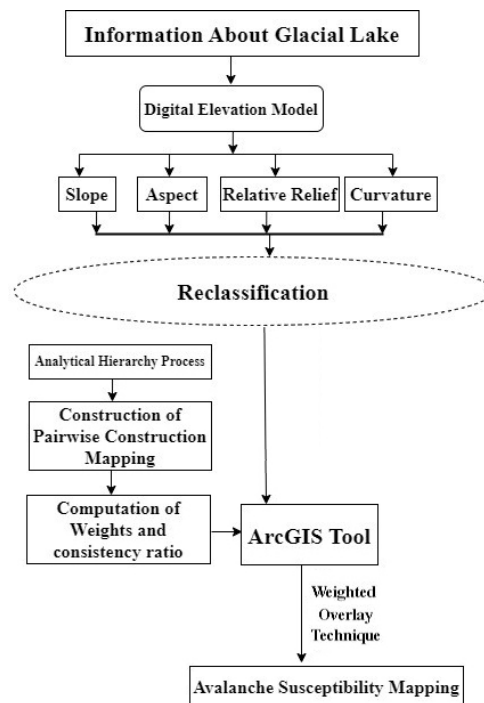 Information About Glacial Lake
Digital Elevation Model
Slope
Aspect
Relative Relief
Curvature
Reclassification
Analytical Hierarchy Process
Construction of
Pairwise Construction
Mapping
Computation of
Weights and
consistency ratio
ArcGIS Tool
Weighted
Overlay
Technique
Avalanche Susceptibility Mapping